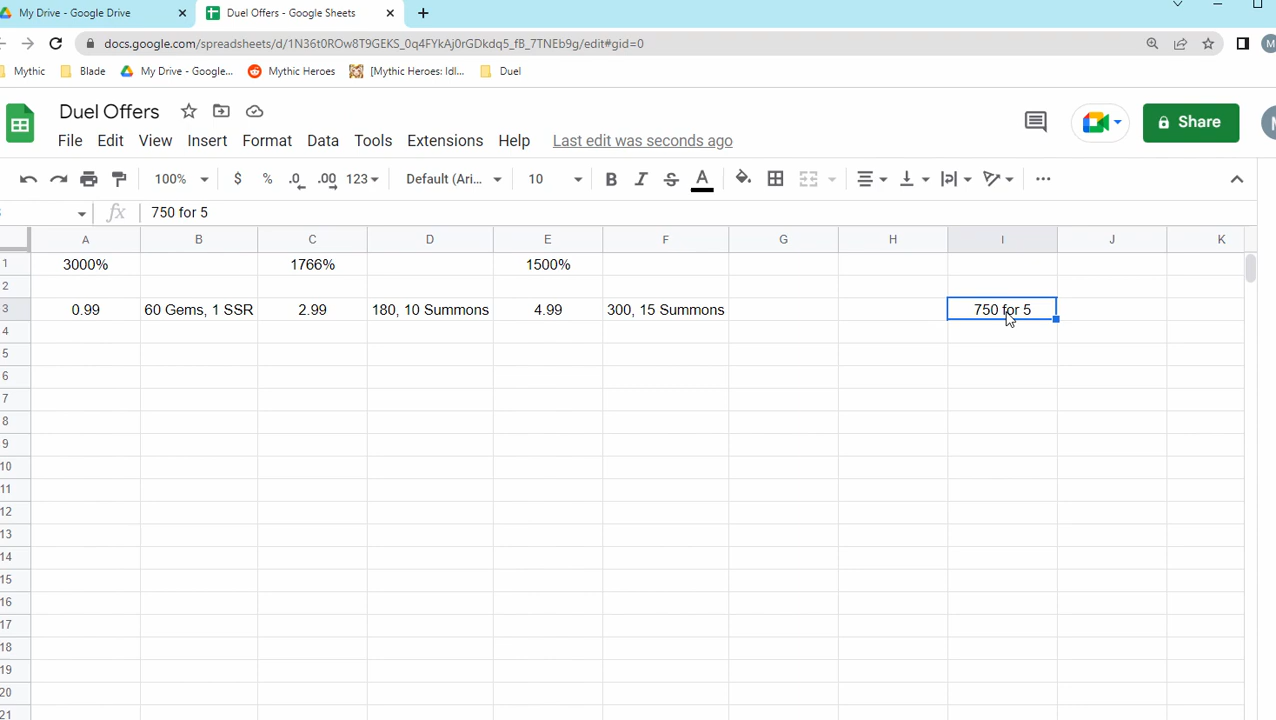 My Drive - Google Drive
Duel Offers - Google Sheets
docs.google.com/spreadsheets/d/1N36t0ROw8T9GEKS_0q4FYkAj0rGDkdq5_fB_7TNEb9g/edit#gid=0
Mythic Blade My Drive - Google... Mythic Heroes [Mythic Heroes: Idl... Duel
Duel Offers
File Edit View Insert Format Data Tools Extensions Help Last edit was seconds ago
Share
100% $ % .0 .00 123 Default (Ari... 10 B I S A
fx 750 for 5
A B C D E F G H I J K
1 3000% 1766% 1500%
2
3 0.99 60 Gems, 1 SSR 2.99 180, 10 Summons 4.99 300, 15 Summons 750 for 5
4
5
6
7
8
9
10
11
12
13
14
15
16
17
18
19
20
21